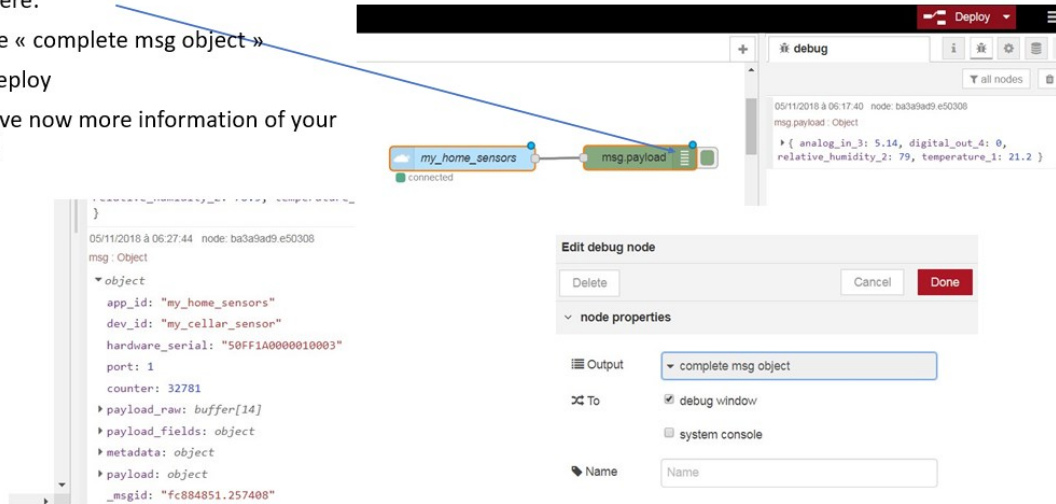 e « complete msg object »
eploy
ve now more information of your
Deploy
debug
i
all nodes
05/11/2018 à 06:17:40 node: ba3a9ad9.e50308
msg.payload : Object
{ analog_in_3: 5.14, digital_out_4: 0,
relative_humidity_2: 79, temperature_1: 21.2 }
my_home_sensors
msg.payload
connected
}
05/11/2018 à 06:27:44 node: ba3a9ad9.e50308
msg : Object
object
app_id: "my_home_sensors"
dev_id: "my_cellar_sensor"
hardware_serial: "50FF1A0000010003"
port: 1
counter: 32781
payload_raw: buffer[14]
payload_fields: object
metadata: object
payload: object
_msgid: "fc884851.257408"
Edit debug node
Delete Cancel Done
node properties
Output complete msg object
To debug window
system console
Name Name